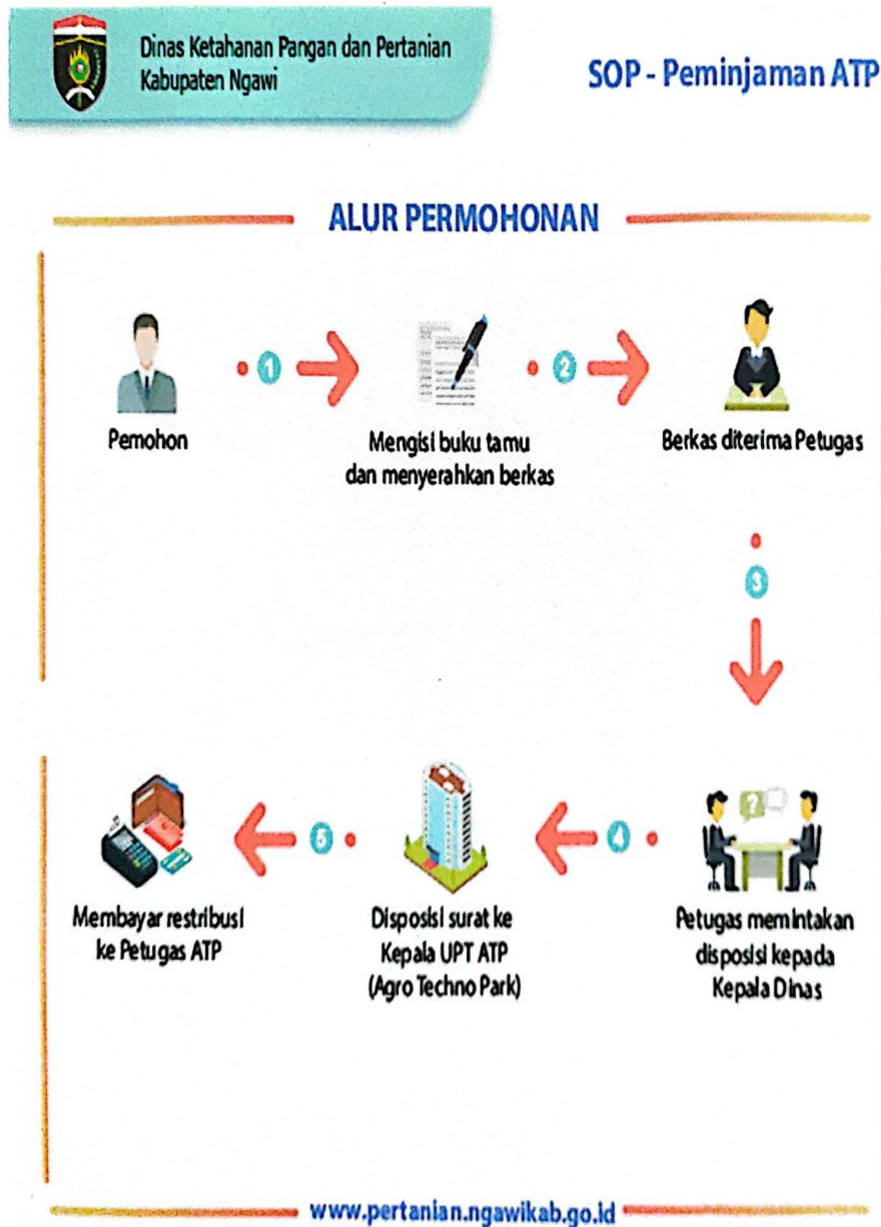 Dinas Ketahanan Pangan dan Pertanian
Kabupaten Ngawi
SOP - Peminjaman ATP
ALUR PERMOHONAN
1
2
Pemohon
Mengisi buku tamu
dan menyerahkan berkas
Berkas diterima Petugas
3
5
4
Membayar restribusi
ke Petugas ATP
Disposisi surat ke
Kepala UPT ATP
(Agro Techno Park)
Petugas memintakan
disposisi kepada
Kepala Dinas
?
www.pertanian.ngawikab.go.id